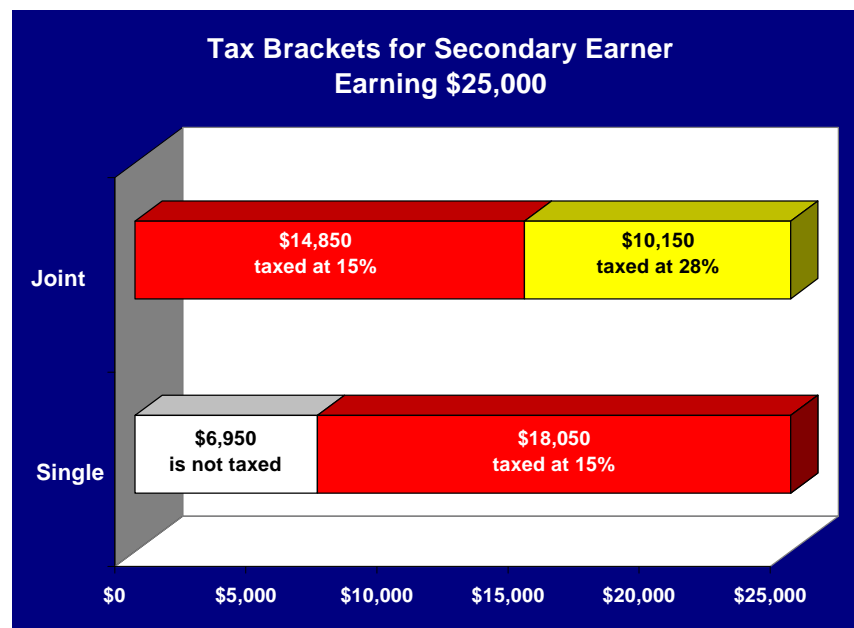 Tax Brackets for Secondary Earner
Earning $25,000
Joint
$14,850
taxed at 15%
$10,150
taxed at 28%
Single
$6,950
is not taxed
$18,050
taxed at 15%
$0
$5,000
$10,000
$15,000
$20,000
$25,000